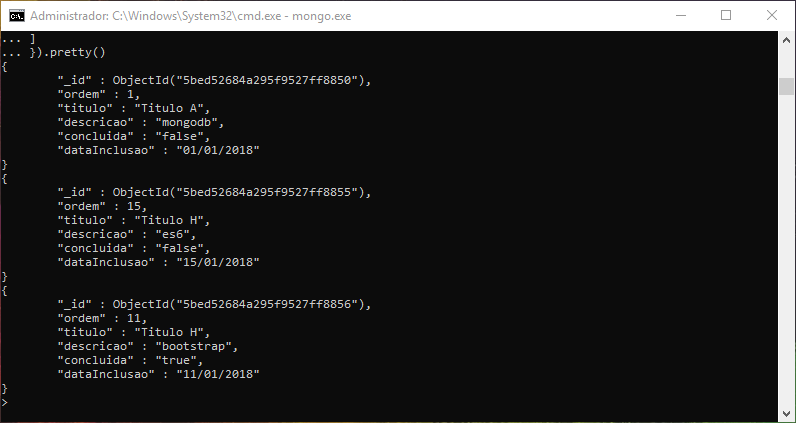 Administrador: C:\Windows\System32\cmd.exe - mongo.exe
... ]
... }).pretty()
{
        "_id" : ObjectId("5bed52684a295f9527ff8850"),
        "ordem" : 1,
        "titulo" : "Titulo A",
        "descricao" : "mongodb",
        "concluida" : "false",
        "dataInclusao" : "01/01/2018"
}
{
        "_id" : ObjectId("5bed52684a295f9527ff8855"),
        "ordem" : 15,
        "titulo" : "Titulo H",
        "descricao" : "es6",
        "concluida" : "false",
        "dataInclusao" : "15/01/2018"
}
{
        "_id" : ObjectId("5bed52684a295f9527ff8856"),
        "ordem" : 11,
        "titulo" : "Titulo H",
        "descricao" : "bootstrap",
        "concluida" : "true",
        "dataInclusao" : "11/01/2018"
}
>